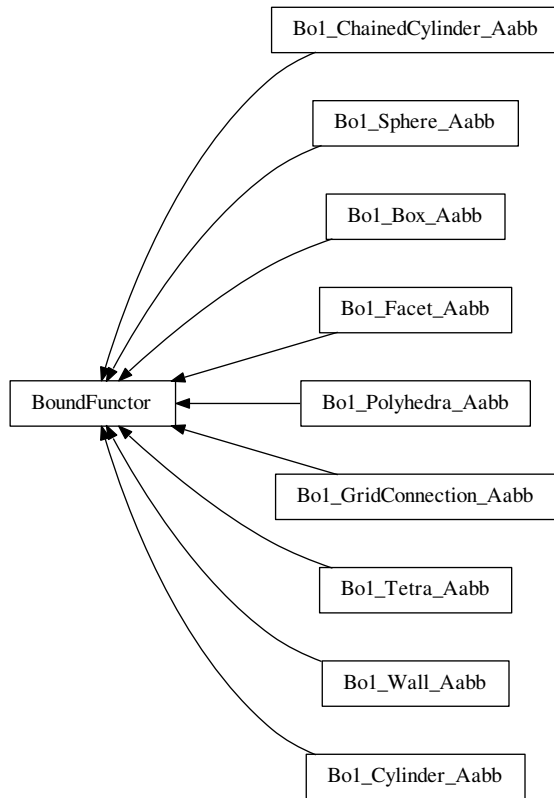 Bo1_ChainedCylinder_Aabb
Bo1_Sphere_Aabb
Bo1_Box_Aabb
Bo1_Facet_Aabb
BoundFunctor
Bo1_Polyhedra_Aabb
Bo1_GridConnection_Aabb
Bo1_Tetra_Aabb
Bo1_Wall_Aabb
Bo1_Cylinder_Aabb